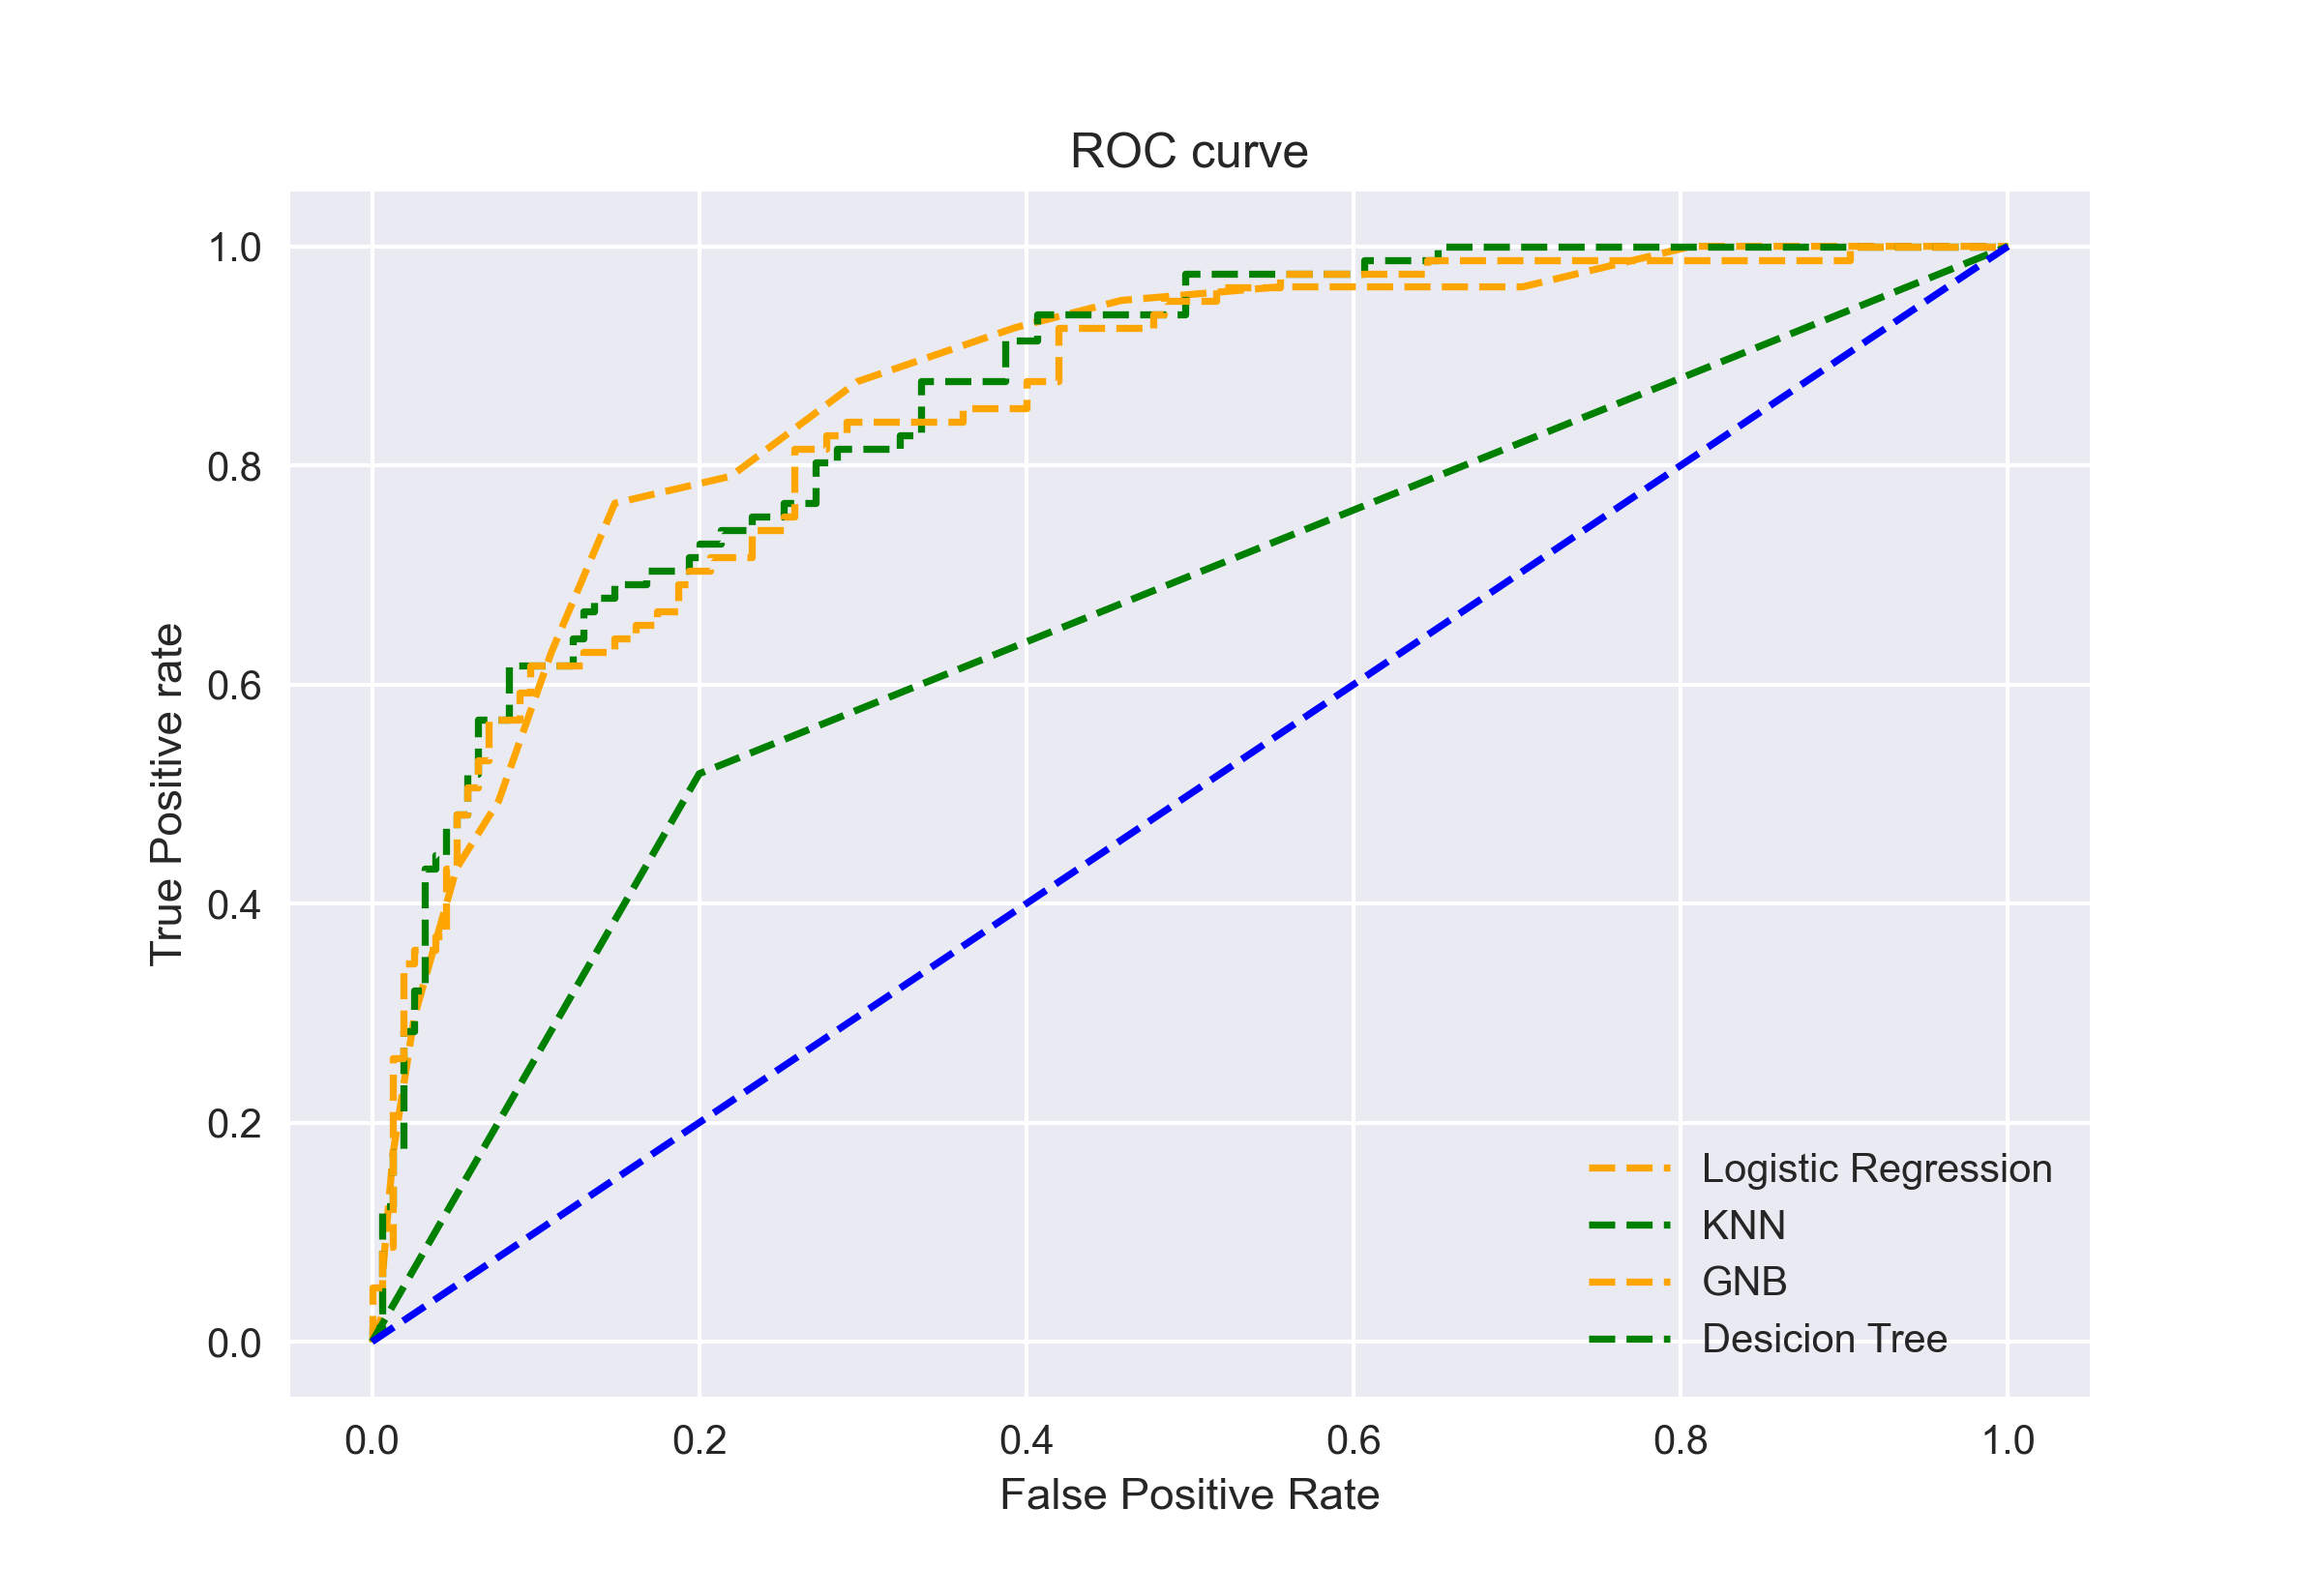 ROC curve
1.0
0.8
0.6
0.4
0.2
0.0
True Positive rate
Logistic Regression
KNN
GNB
Desicion Tree
0.0 0.2 0.4 0.6 0.8 1.0
False Positive Rate